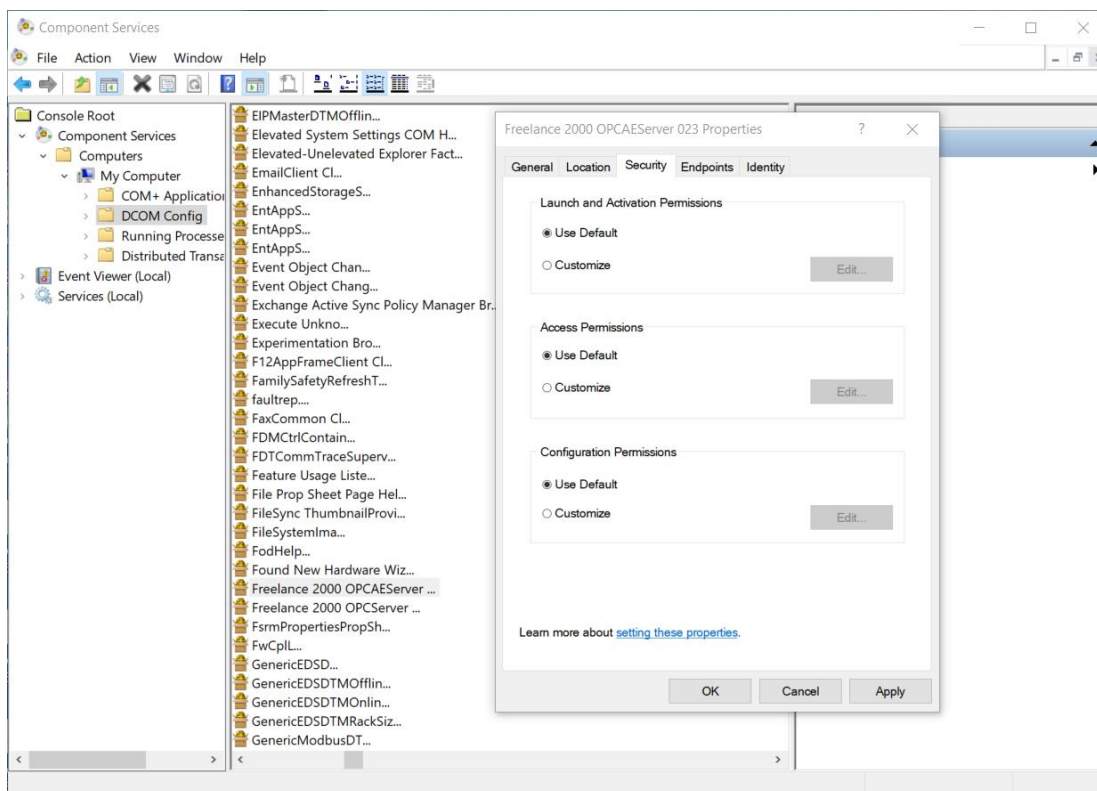 Component Services
File Action View Window Help
Console Root
Component Services
Computers
My Computer
COM+ Application
DCOM Config
Running Processe
Distributed Transa
Event Viewer (Local)
Services (Local)
EIPMasterDTMOfflin...
Elevated System Settings COM H...
Elevated-Unelevated Explorer Fact...
EmailClient Cl...
EnhancedStorageS...
EntAppS...
EntAppS...
EntAppS...
Event Object Chan...
Event Object Chang...
Exchange Active Sync Policy Manager Br...
Execute Unkno...
Experimentation Bro...
F12AppFrameClient Cl...
FamilySafetyRefreshT...
faultrep....
FaxCommon Cl...
FDMCtrlContain...
FDTCommTraceSuperv...
Feature Usage Liste...
File Prop Sheet Page Hel...
FileSync ThumbnailProvi...
FileSystemIma...
FodHelp...
Found New Hardware Wiz...
Freelance 2000 OPCAEServer ...
Freelance 2000 OPCServer ...
FsrmPropertiesPropSh...
FwCplL...
GenericEDSD...
GenericEDSDTMOfflin...
GenericEDSDTMOnlin...
GenericEDSDTMRackSiz...
GenericModbusDT...
Freelance 2000 OPCAEServer 023 Properties
General Location Security Endpoints Identity
Launch and Activation Permissions
Use Default
Customize
Edit...
Access Permissions
Use Default
Customize
Edit...
Configuration Permissions
Use Default
Customize
Edit...
Learn more about setting these properties.
OK Cancel Apply